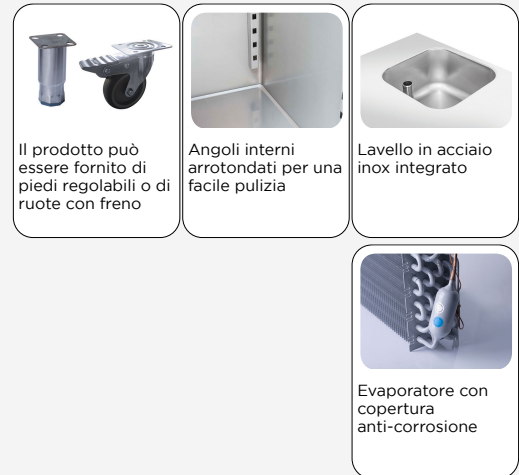 Il prodotto può
essere fornito di
piedi regolabili o di
ruote con freno
Angoli interni
arrotondati per una
facile pulizia
Lavello in acciaio
inox integrato
Evaporatore con
copertura
anti-corrosione